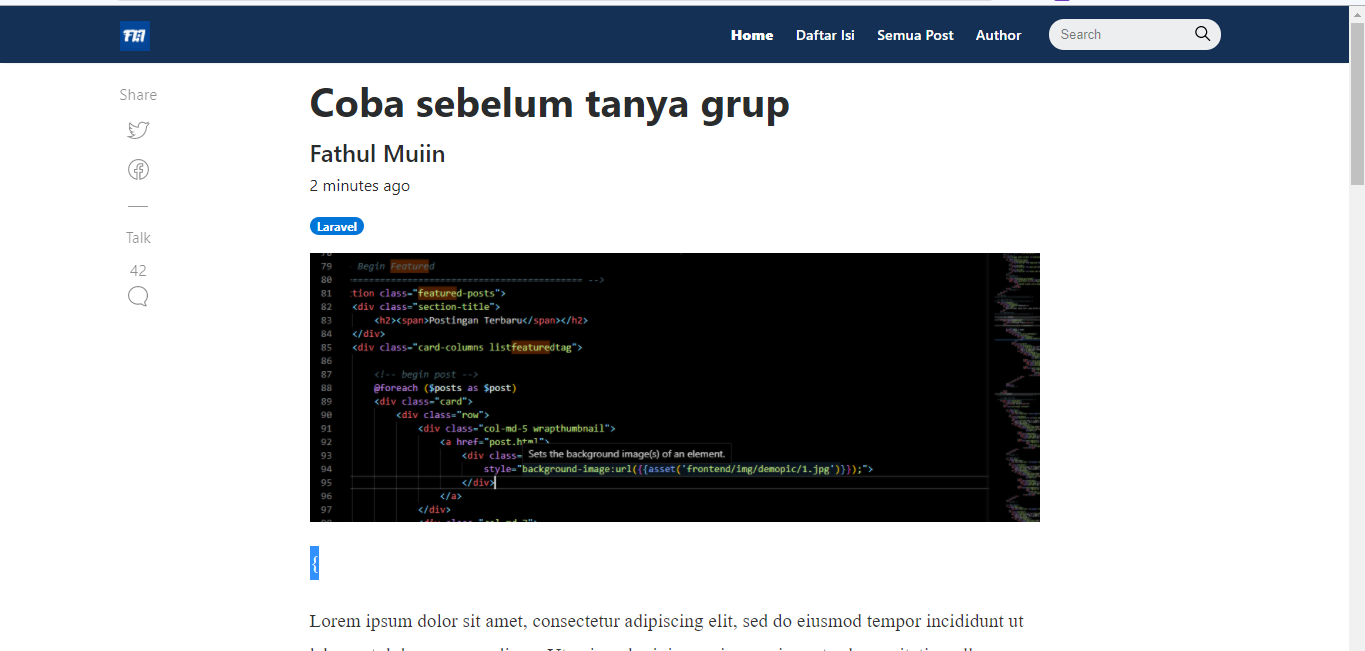 FMI
Home Daftar Isi Semua Post Author Search
Share
Talk
42
Coba sebelum tanya grup
Fathul Muiin
2 minutes ago
Laravel
79 Begin Featured
80 ========================================== -->
81 tion class="featured-posts">
82 <div class="section-title">
83 <h2><span>Postingan Terbaru</span></h2>
84 </div>
85 <div class="card-columns listfeaturedtag">
86
87 <!-- begin post -->
88 @foreach ($posts as $post)
89 <div class="card">
90 <div class="row">
91 <div class="col-md-5 wrapthumbnail">
92 <a href="post.html">
93 <div class= Sets the background image(s) of an element.
94 style="background-image:url({{asset('frontend/img/demopic/1.jpg')}});">
95 </div>
96 </a>
97 </div>
{
Lorem ipsum dolor sit amet, consectetur adipiscing elit, sed do eiusmod tempor incididunt ut